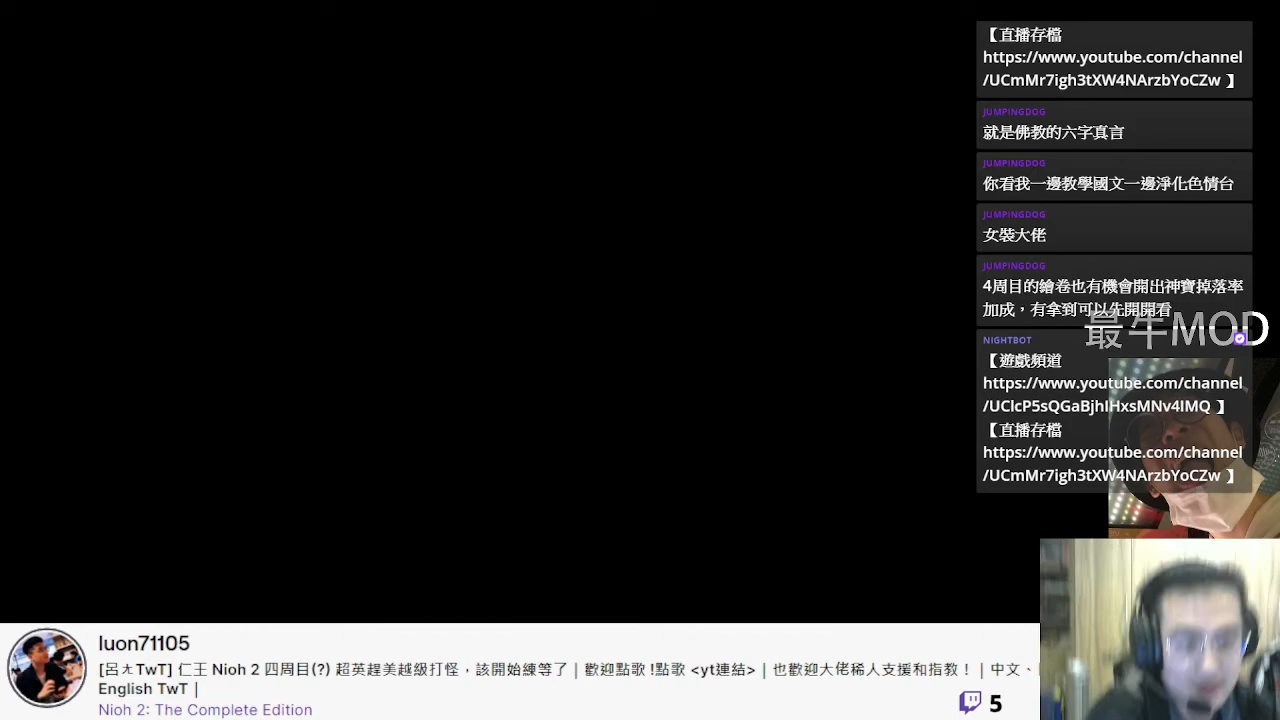 【直播存檔
https://www.youtube.com/channel
/UCmMr7igh3tXW4NArzbYoCZw 】
JUMPINGDOG
就是佛教的六字真言
JUMPINGDOG
你看我一邊教學國文一邊淨化色情台
JUMPINGDOG
女裝大佬
JUMPINGDOG
4周目的繪卷也有機會開出神寶掉落率
加成，有拿到可以先開開看
最牛MOD
NIGHTBOT
【遊戲頻道
https://www.youtube.com/channel
/UClcP5sQGaBjhIHxsMNv4IMQ 】
【直播存檔
https://www.youtube.com/channel
/UCmMr7igh3tXW4NArzbYoCZw 】
luon71105
[呂ㄤTwT] 仁王 Nioh 2 四周目(?) 超英趕美越級打怪，該開始練等了｜歡迎點歌 !點歌 <yt連結>｜也歡迎大佬稀人支援和指教！｜中文、
English TwT｜
Nioh 2: The Complete Edition
5